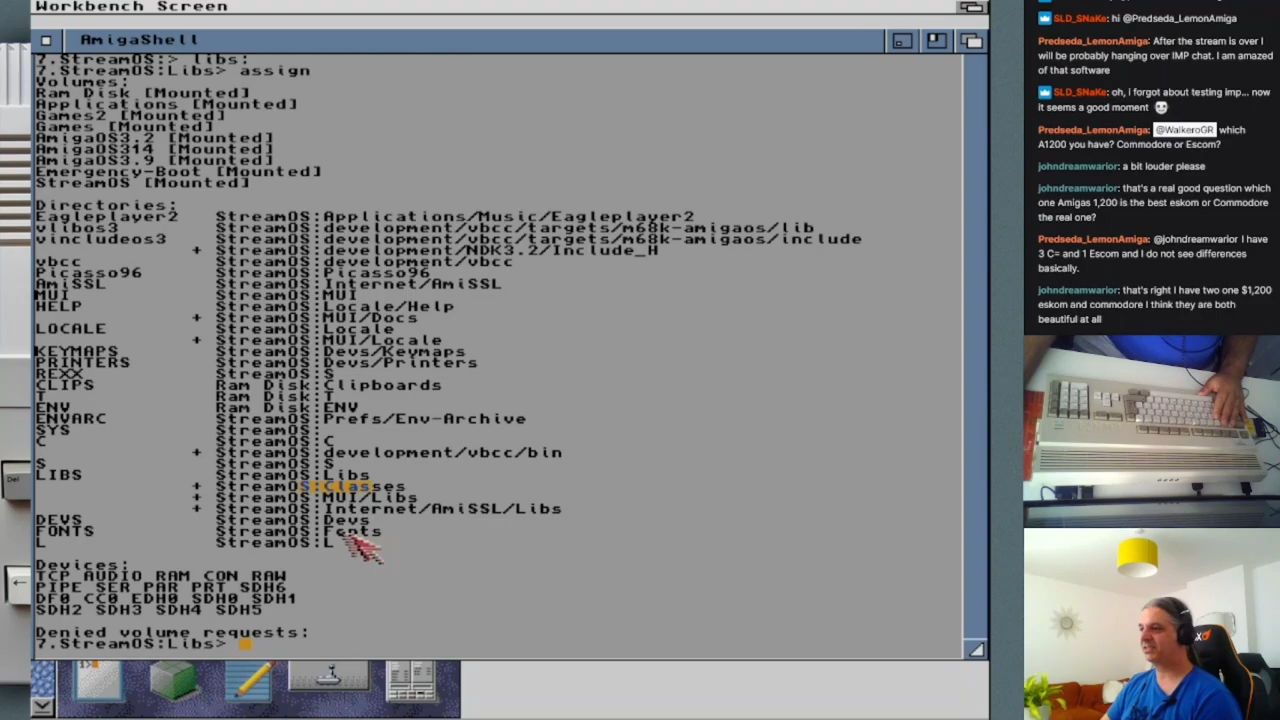 Workbench Screen
AmigaShell
7.StreamOS:> libs:
7.StreamOS:Libs> assign
Volumes:
Ram Disk [Mounted]
Applications [Mounted]
Games2 [Mounted]
Games [Mounted]
AmigaOS3.2 [Mounted]
AmigaOS314 [Mounted]
AmigaOS3.9 [Mounted]
Emergency-Boot [Mounted]
StreamOS [Mounted]
Directories:
Eagleplayer2 StreamOS:Applications/Music/Eagleplayer2
vlibos3 StreamOS:development/vbcc/targets/m68k-amigaos/lib
vincludeos3 StreamOS:development/vbcc/targets/m68k-amigaos/include
+ StreamOS:development/NDK3.2/Include_H
vbcc StreamOS:development/vbcc
Picasso96 StreamOS:Picasso96
AmiSSL StreamOS:Internet/AmiSSL
MUI StreamOS:MUI
HELP StreamOS:Locale/Help
+ StreamOS:MUI/Docs
LOCALE StreamOS:Locale
+ StreamOS:MUI/Locale
KEYMAPS StreamOS:Devs/Keymaps
PRINTERS StreamOS:Devs/Printers
REXX StreamOS:S
CLIPS Ram Disk:Clipboards
T Ram Disk:T
ENV Ram Disk:ENV
ENVARC StreamOS:Prefs/Env-Archive
SYS StreamOS:
C StreamOS:C
+ StreamOS:development/vbcc/bin
S StreamOS:S
LIBS StreamOS:Libs
+ StreamOS:Classes
+ StreamOS:MUI/Libs
+ StreamOS:Internet/AmiSSL/Libs
DEVS StreamOS:Devs
FONTS StreamOS:Fonts
L StreamOS:L
Devices:
TCP AUDIO RAM CON RAW
PIPE SER PAR PRT SDH6
DF0 CC0 EDH0 SDH0 SDH1
SDH2 SDH3 SDH4 SDH5
Denied volume requests:
7.StreamOS:Libs>
Del
SLD_SNaKe: hi @Predseda_LemonAmiga
Predseda_LemonAmiga: After the stream is over I
will be probably hanging over IMP chat. I am amazed
of that software
SLD_SNaKe: oh, i forgot about testing imp... now
it seems a good moment
Predseda_LemonAmiga: @WalkeroGR which
A1200 you have? Commodore or Escom?
johndreamwarior: a bit louder please
johndreamwarior: that's a real good question which
one Amigas 1,200 is the best eskom or Commodore
the real one?
Predseda_LemonAmiga: @johndreamwarior I have
3 C= and 1 Escom and I do not see differences
basically.
johndreamwarior: that's right I have two one $1,200
eskom and commodore I think they are both
beautiful at all